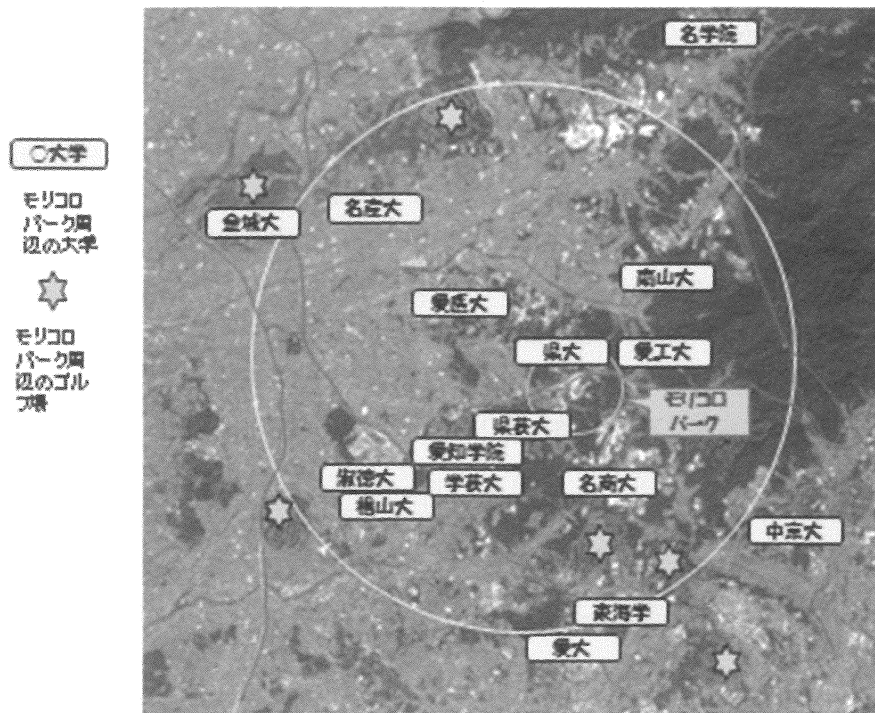 名学院
○大学
モリコロ
パーク周
辺の大学
金城大
名産大
南山大
愛医大
モリコロ
パーク周
辺のゴル
フ場
県大
愛工大
モリコロ
パーク
県芸大
愛知学院
淑徳大
学芸大
名商大
椙山大
中京大
東海学
愛大